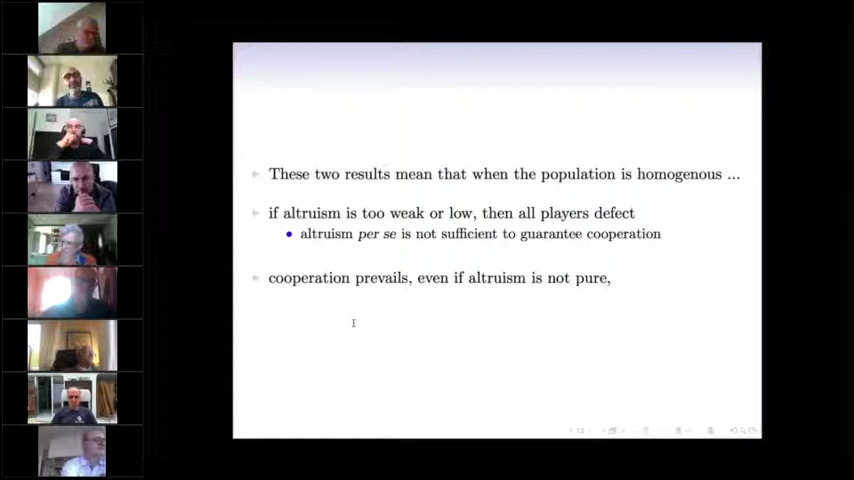 These two results mean that when the population is homogenous ...
if altruism is too weak or low, then all players defect
altruism per se is not sufficient to guarantee cooperation
cooperation prevails, even if altruism is not pure,